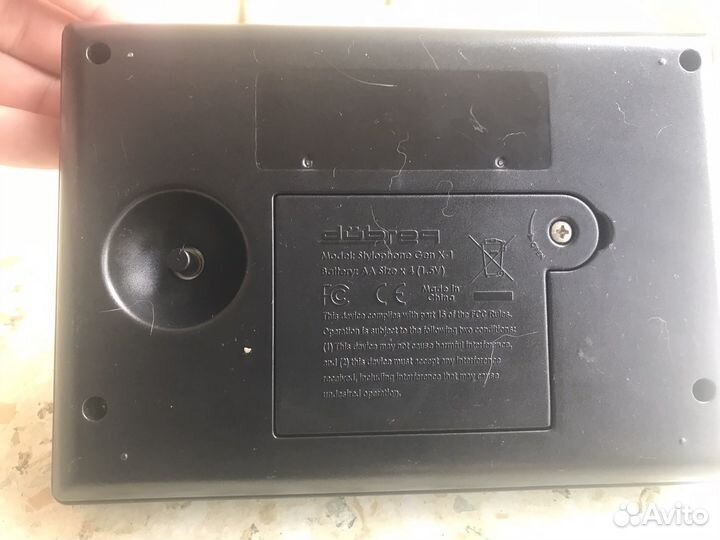 dübreq
Model: Stylophone Gen X-1
Battery: AA Size x 3 (1.5V)
FC CE Made in
China
This device complies with part 15 of the FCC Rules.
Operation is subject to the following two conditions:
(1) This device may not cause harmful interference,
and (2) this device must accept any interference
received, including interference that may cause
undesired operation.
OPEN
Avito